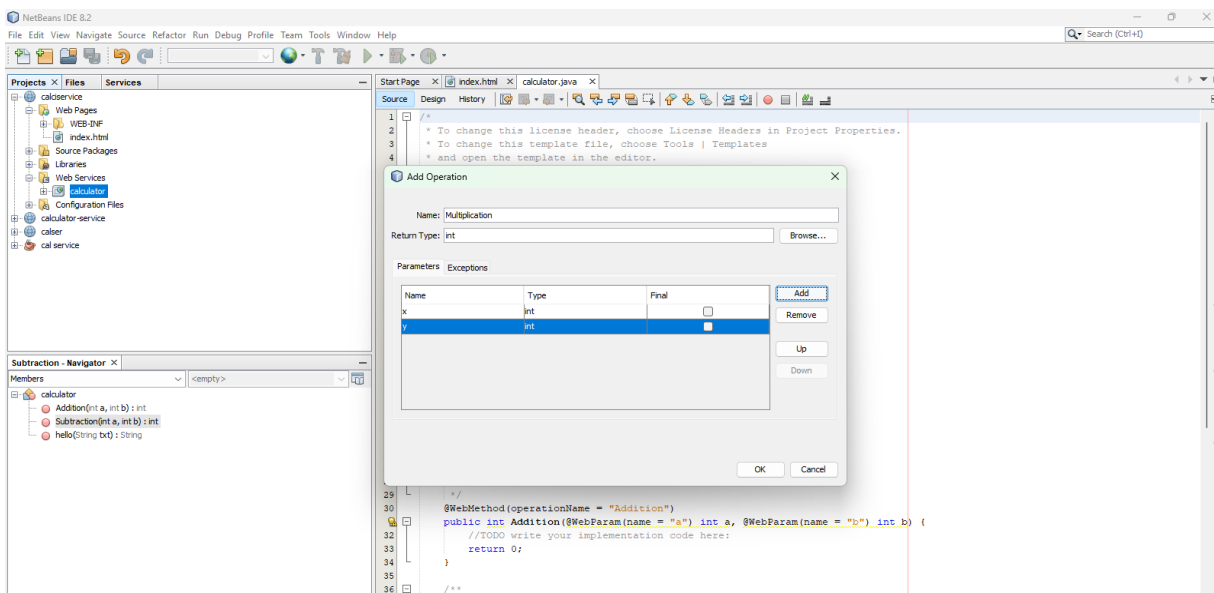 NetBeans IDE 8.2
File Edit View Navigate Source Refactor Run Debug Profile Team Tools Window Help
Search (Ctrl+I)
Projects Files Services
calciservice
Web Pages
WEB-INF
index.html
Source Packages
Libraries
Web Services
calculator
Configuration Files
calculator-service
calser
cal service
Subtraction - Navigator
Members
<empty>
calculator
Addition(int a, int b) : int
Subtraction(int a, int b) : int
hello(String txt) : String
Start Page index.html calculator.java
Source Design History
1 /*
2 * To change this license header, choose License Headers in Project Properties.
3 * To change this template file, choose Tools | Templates
4 * and open the template in the editor.
Add Operation
Name: Multiplication
Return Type: int Browse...
Parameters Exceptions
Name Type Final
x int
y int
Add
Remove
Up
Down
OK Cancel
29 */
30 @WebMethod(operationName = "Addition")
public int Addition(@WebParam(name = "a") int a, @WebParam(name = "b") int b) {
32 //TODO write your implementation code here:
33 return 0;
34 }
35
36 /**